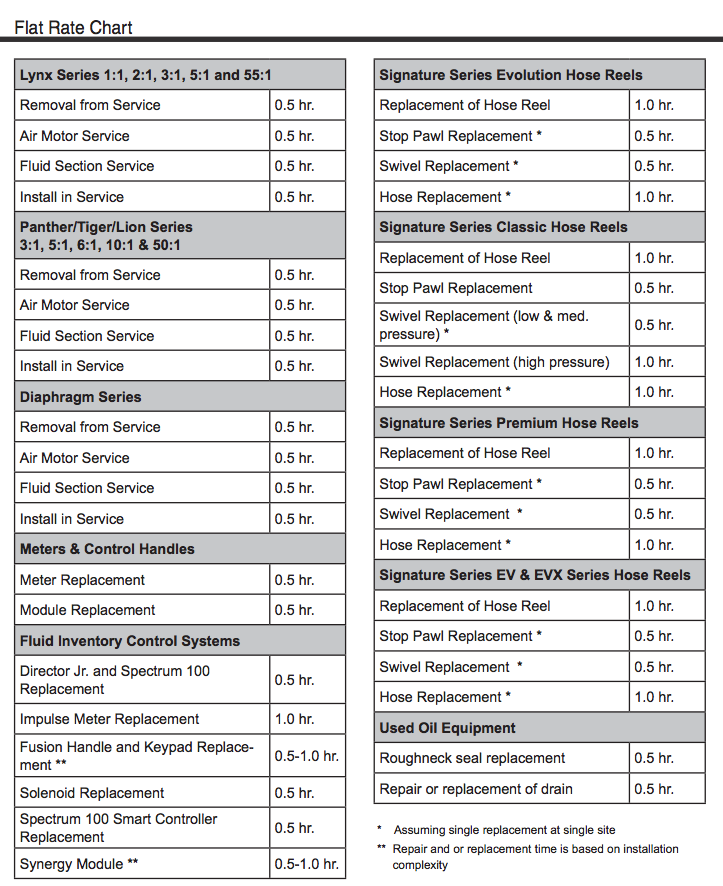 Flat Rate Chart
Lynx Series 1:1, 2:1, 3:1, 5:1 and 55:1
Removal from Service 0.5 hr.
Air Motor Service 0.5 hr.
Fluid Section Service 0.5 hr.
Install in Service 0.5 hr.
Panther/Tiger/Lion Series
3:1, 5:1, 6:1, 10:1 & 50:1
Removal from Service 0.5 hr.
Air Motor Service 0.5 hr.
Fluid Section Service 0.5 hr.
Install in Service 0.5 hr.
Diaphragm Series
Removal from Service 0.5 hr.
Air Motor Service 0.5 hr.
Fluid Section Service 0.5 hr.
Install in Service 0.5 hr.
Meters & Control Handles
Meter Replacement 0.5 hr.
Module Replacement 0.5 hr.
Fluid Inventory Control Systems
Director Jr. and Spectrum 100
Replacement 0.5 hr.
Impulse Meter Replacement 1.0 hr.
Fusion Handle and Keypad Replace-
ment ** 0.5-1.0 hr.
Solenoid Replacement 0.5 hr.
Spectrum 100 Smart Controller
Replacement 0.5 hr.
Synergy Module ** 0.5-1.0 hr.
Signature Series Evolution Hose Reels
Replacement of Hose Reel 1.0 hr.
Stop Pawl Replacement * 0.5 hr.
Swivel Replacement * 0.5 hr.
Hose Replacement * 1.0 hr.
Signature Series Classic Hose Reels
Replacement of Hose Reel 1.0 hr.
Stop Pawl Replacement 0.5 hr.
Swivel Replacement (low & med.
pressure) * 0.5 hr.
Swivel Replacement (high pressure) 1.0 hr.
Hose Replacement * 1.0 hr.
Signature Series Premium Hose Reels
Replacement of Hose Reel 1.0 hr.
Stop Pawl Replacement * 0.5 hr.
Swivel Replacement * 0.5 hr.
Hose Replacement * 1.0 hr.
Signature Series EV & EVX Series Hose Reels
Replacement of Hose Reel 1.0 hr.
Stop Pawl Replacement * 0.5 hr.
Swivel Replacement * 0.5 hr.
Hose Replacement * 1.0 hr.
Used Oil Equipment
Roughneck seal replacement 0.5 hr.
Repair or replacement of drain 0.5 hr.
* Assuming single replacement at single site
** Repair and or replacement time is based on installation
complexity